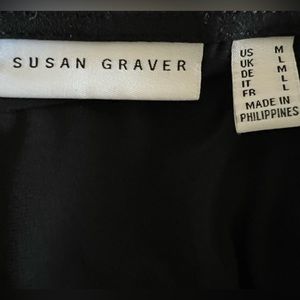 SUSAN GRAVER
US M
UK L
DE M
IT L
FR L
MADE IN
PHILIPPINES